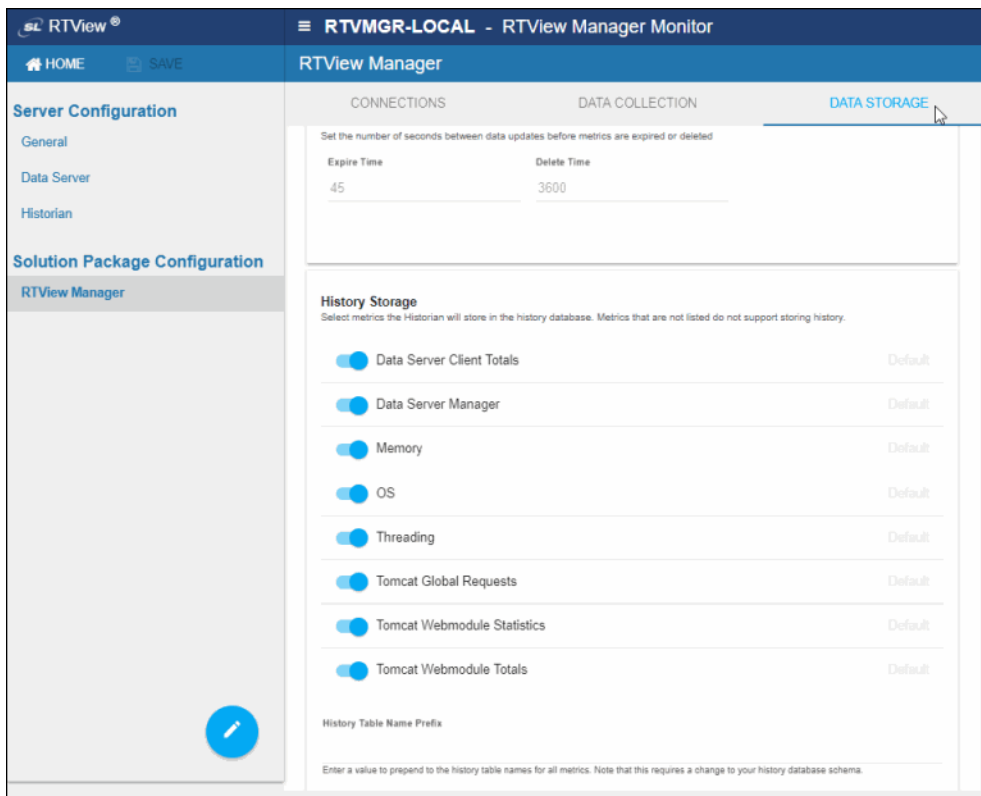 SL RTView ®
≡ RTVMGR-LOCAL - RTView Manager Monitor
HOME SAVE
RTView Manager
Server Configuration
General
Data Server
Historian
Solution Package Configuration
RTView Manager
CONNECTIONS DATA COLLECTION DATA STORAGE
Set the number of seconds between data updates before metrics are expired or deleted
Expire Time Delete Time
45 3600
History Storage
Select metrics the Historian will store in the history database. Metrics that are not listed do not support storing history.
Data Server Client Totals Default
Data Server Manager Default
Memory Default
OS Default
Threading Default
Tomcat Global Requests Default
Tomcat Webmodule Statistics Default
Tomcat Webmodule Totals Default
History Table Name Prefix
Enter a value to prepend to the history table names for all metrics. Note that this requires a change to your history database schema.